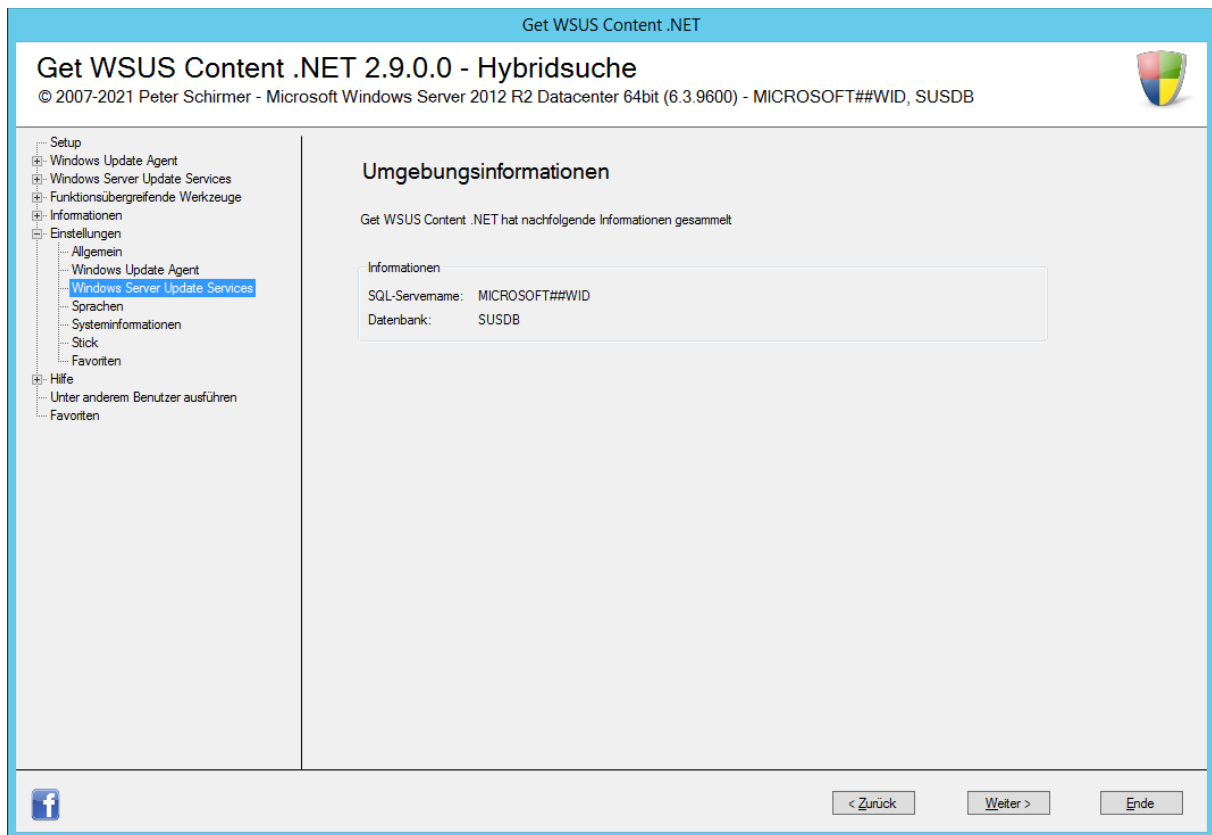 Get WSUS Content .NET
Get WSUS Content .NET 2.9.0.0 - Hybridsuche
© 2007-2021 Peter Schirmer - Microsoft Windows Server 2012 R2 Datacenter 64bit (6.3.9600) - MICROSOFT##WID, SUSDB
Setup
Windows Update Agent
Windows Server Update Services
Funktionsübergreifende Werkzeuge
Informationen
Einstellungen
Allgemein
Windows Update Agent
Windows Server Update Services
Sprachen
Systeminformationen
Stick
Favoriten
Hilfe
Unter anderem Benutzer ausführen
Favoriten
Umgebungsinformationen
Get WSUS Content .NET hat nachfolgende Informationen gesammelt
Informationen
SQL-Servername: MICROSOFT##WID
Datenbank: SUSDB
f
< Zurück
Weiter >
Ende